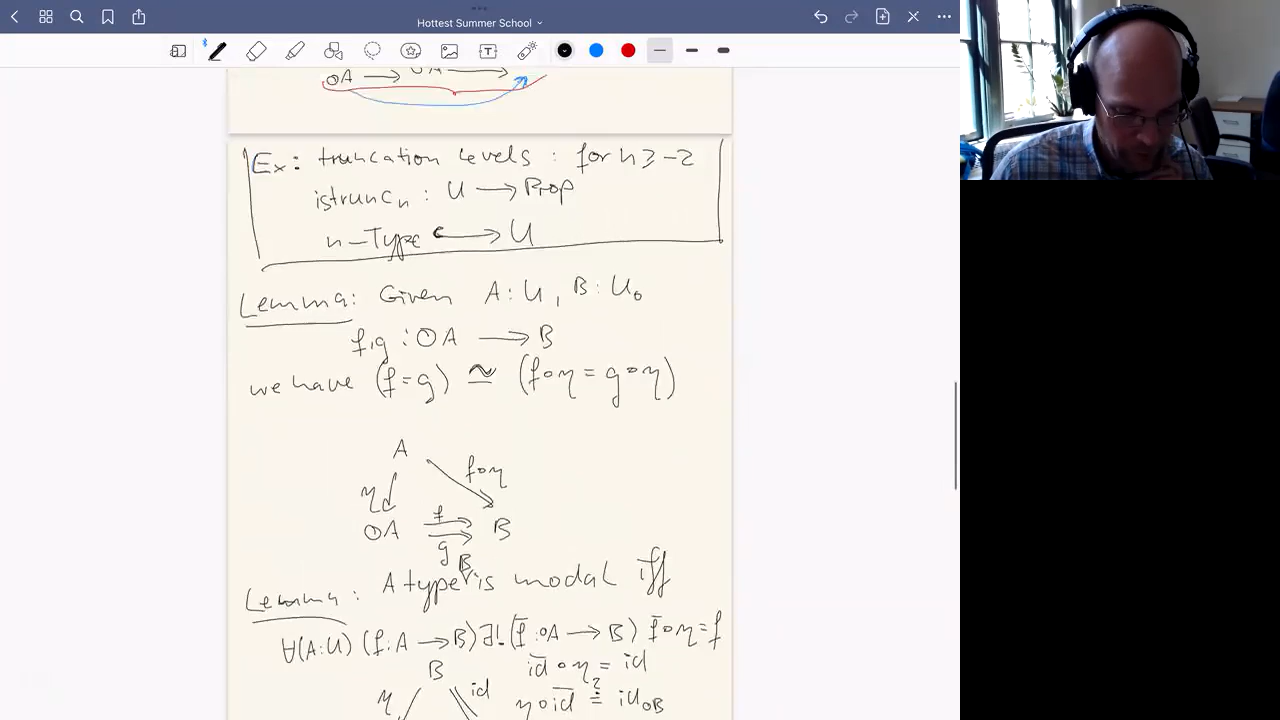 Hottest Summer School
○A → ○A →
Ex: truncation levels: for n ≥ -2
istrunc_n : U → Prop
n-Type ↪ U
Lemma: Given A : U, B : U_○
f,g : ○A → B
we have (f=g) ≃ (f∘η = g∘η)
A
η f∘η
○A f B
g
Lemma: A type B is modal iff
∀(A:U) (f:A → B) ∃! (f̄ : ○A → B) f̄∘η = f
B id̄ ∘ η = id
η id η ∘ id̄ ≟ id_○B